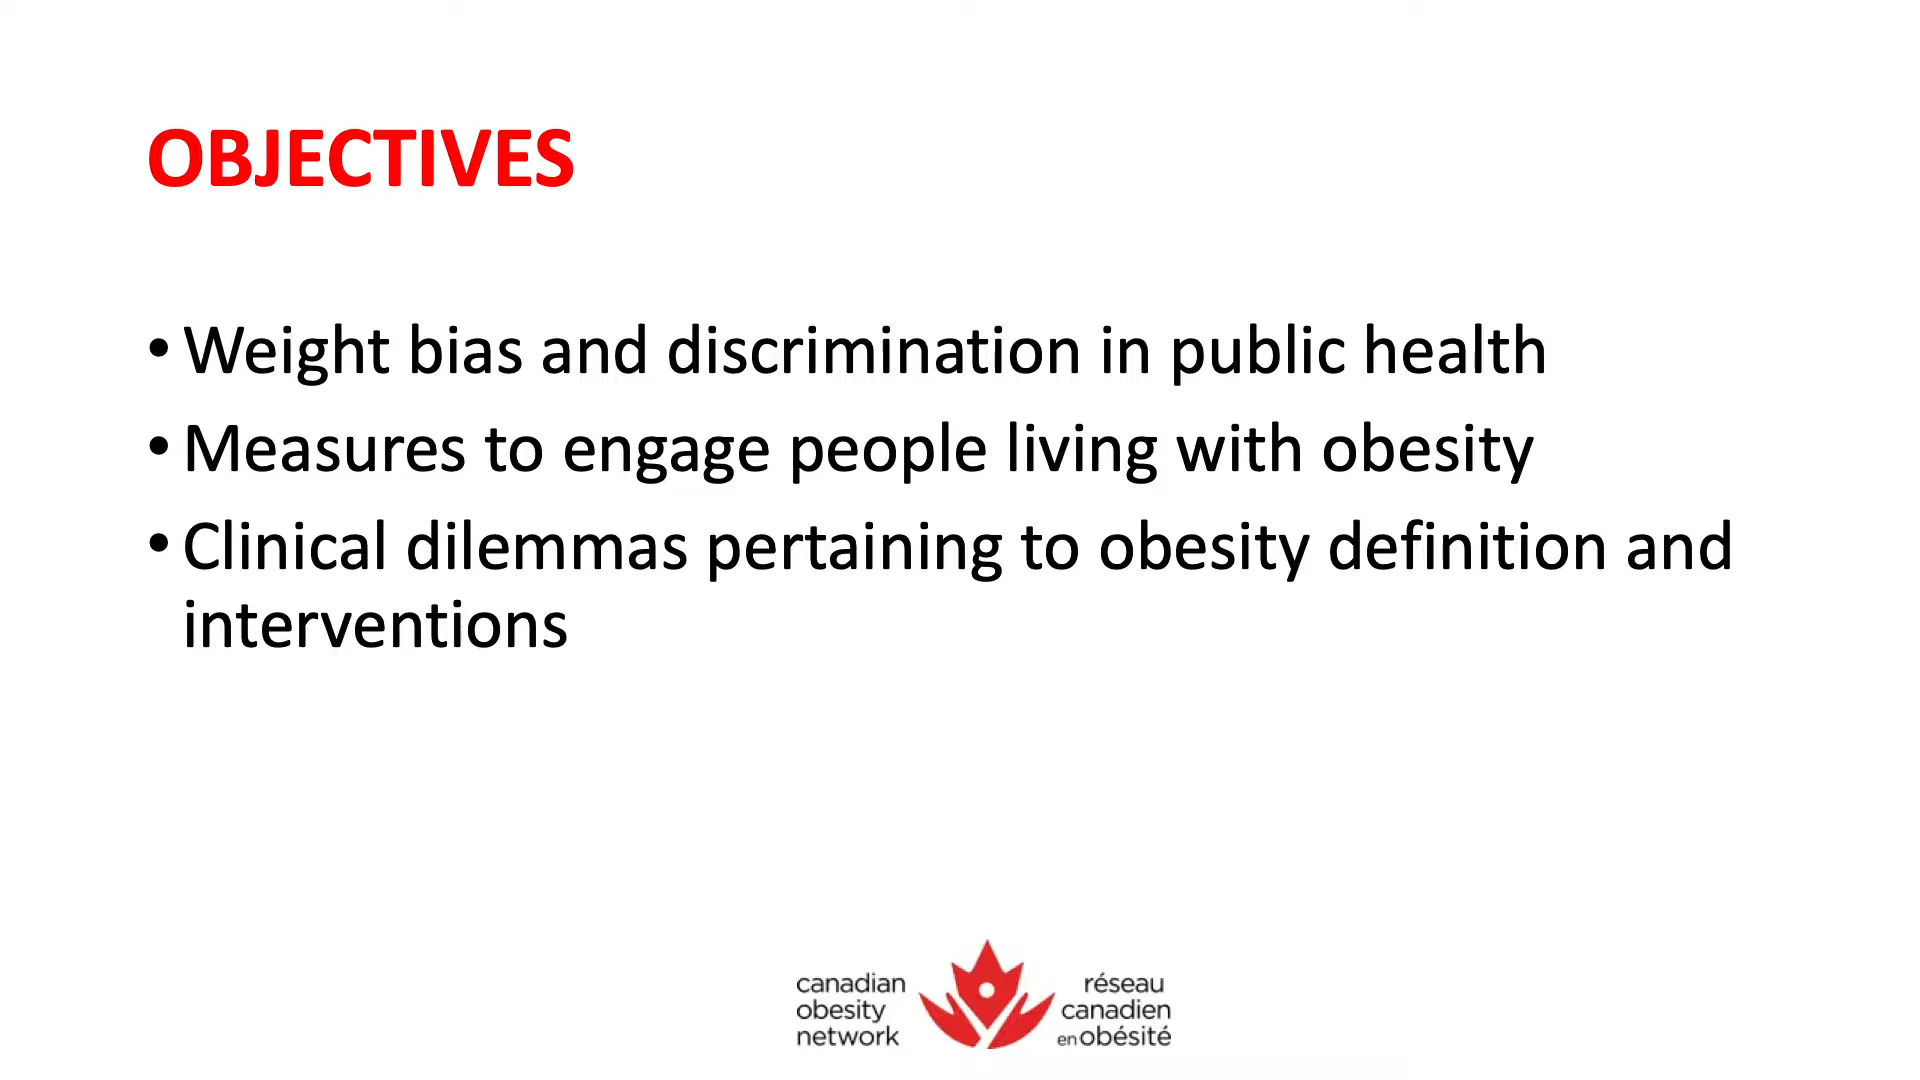 OBJECTIVES
• Weight bias and discrimination in public health
• Measures to engage people living with obesity
• Clinical dilemmas pertaining to obesity definition and
interventions
canadian
obesity
network
réseau
canadien
en obésité